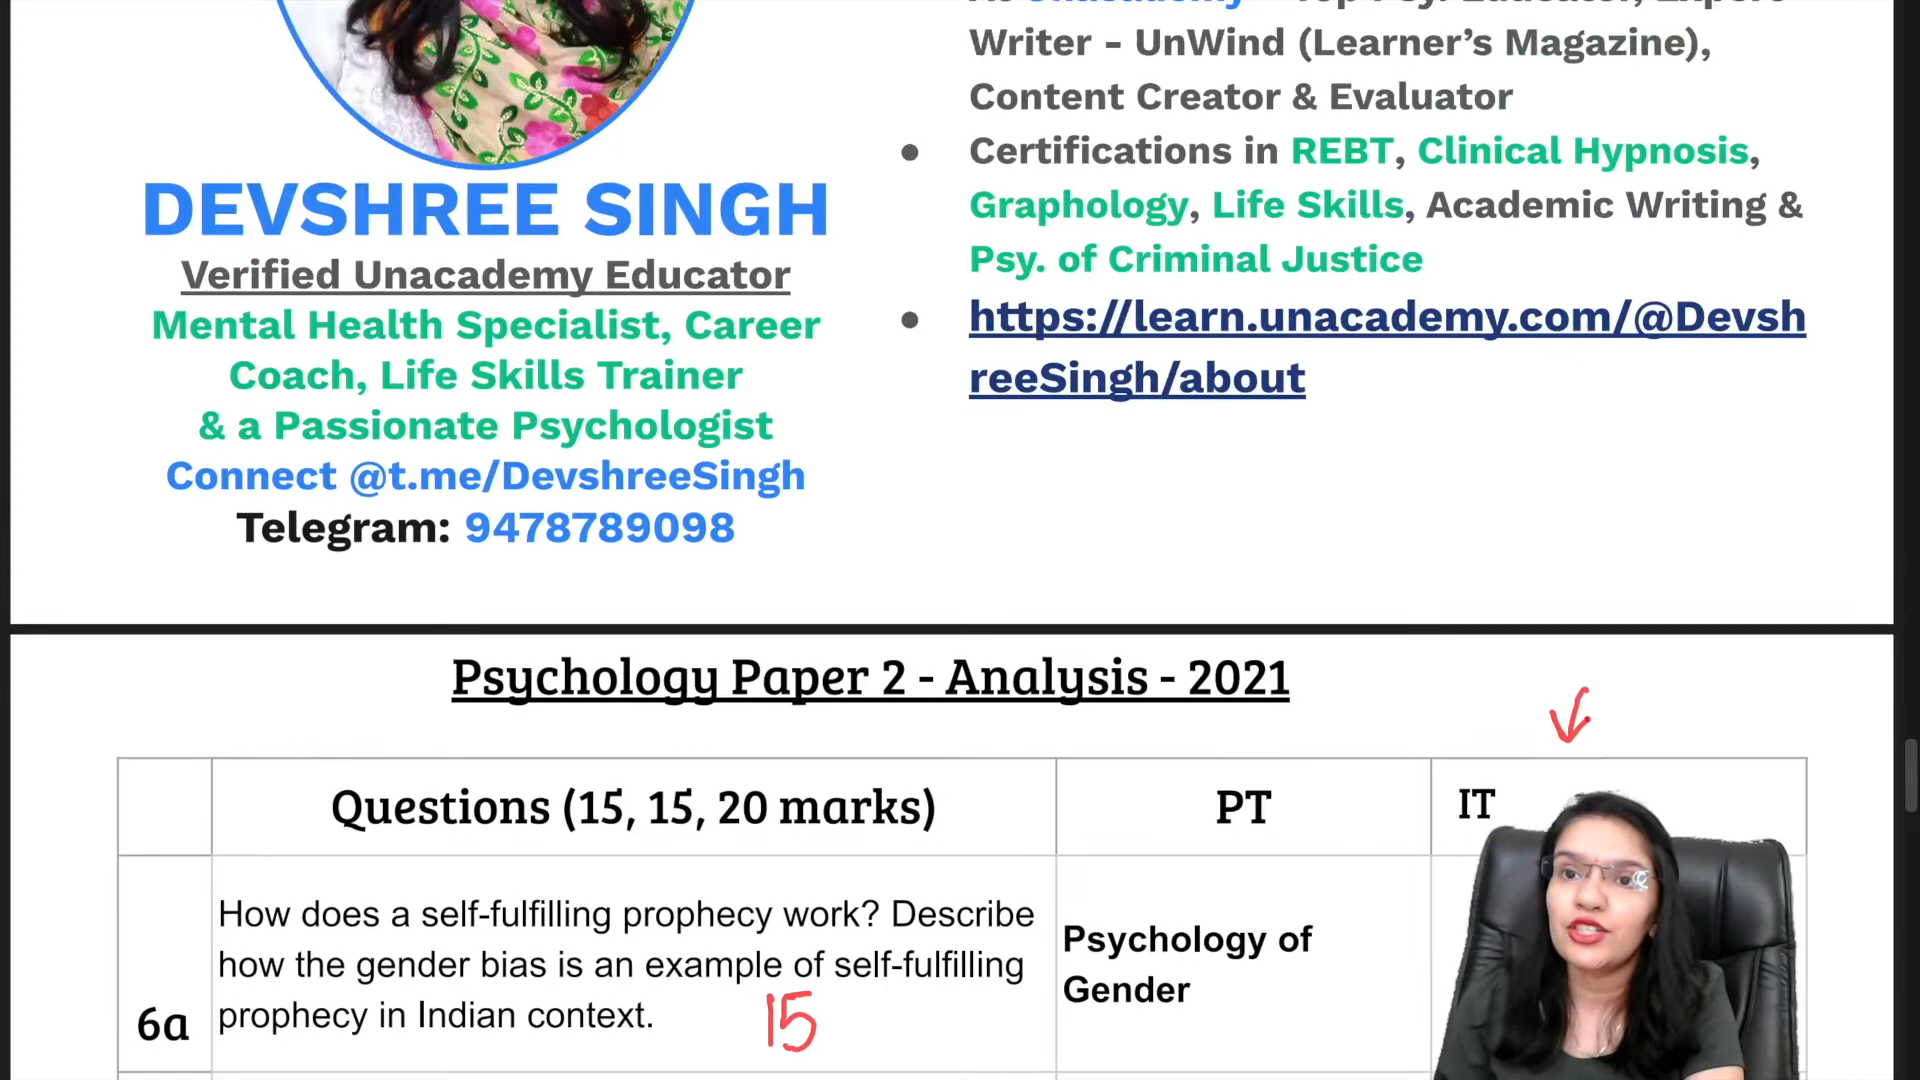 DEVSHREE SINGH
Verified Unacademy Educator
Mental Health Specialist, Career
Coach, Life Skills Trainer
& a Passionate Psychologist
Connect @t.me/DevshreeSingh
Telegram: 9478789098
Writer - UnWind (Learner’s Magazine),
Content Creator & Evaluator
● Certifications in REBT, Clinical Hypnosis,
Graphology, Life Skills, Academic Writing &
Psy. of Criminal Justice
● https://learn.unacademy.com/@Devsh
reeSingh/about
Psychology Paper 2 - Analysis - 2021
Questions (15, 15, 20 marks)
PT
IT
6a
How does a self-fulfilling prophecy work? Describe
how the gender bias is an example of self-fulfilling
prophecy in Indian context.
15
Psychology of
Gender